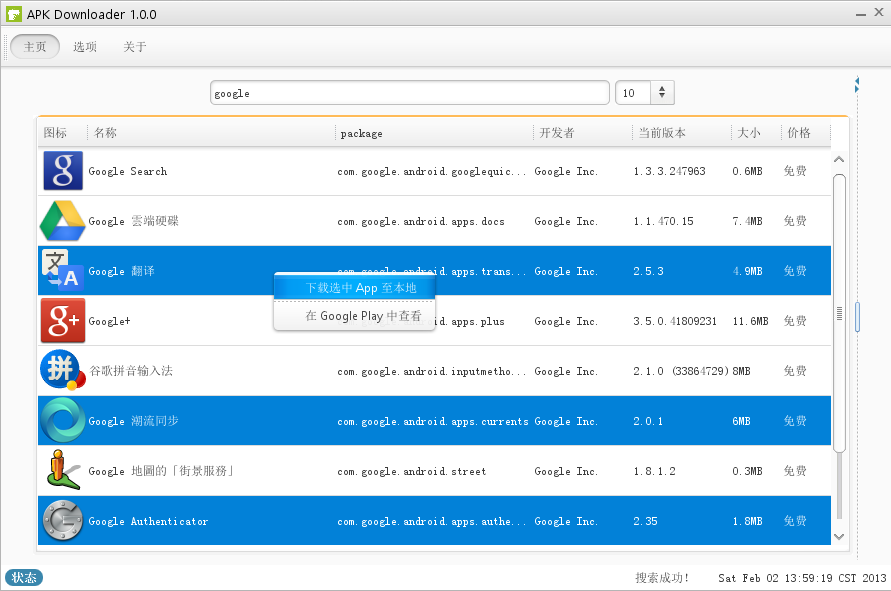 APK Downloader 1.0.0
主页 选项 关于
google 10
图标 名称 package 开发者 当前版本 大小 价格
g Google Search com.google.android.googlequic... Google Inc. 1.3.3.247963 0.6MB 免费
Google 雲端硬碟 com.google.android.apps.docs Google Inc. 1.1.470.15 7.4MB 免费
文 A Google 翻译 com.google.android.apps.trans... Google Inc. 2.5.3 4.9MB 免费
下载选中 App 至本地
在 Google Play 中查看
g+ Google+ com.google.android.apps.plus Google Inc. 3.5.0.41809231 11.6MB 免费
拼 谷歌拼音输入法 com.google.android.inputmetho... Google Inc. 2.1.0 (33864729) 8MB 免费
Google 潮流同步 com.google.android.apps.currents Google Inc. 2.0.1 6MB 免费
Google 地圖的「街景服務」 com.google.android.street Google Inc. 1.8.1.2 0.3MB 免费
Google Authenticator com.google.android.apps.authe... Google Inc. 2.35 1.8MB 免费
状态 搜索成功! Sat Feb 02 13:59:19 CST 2013